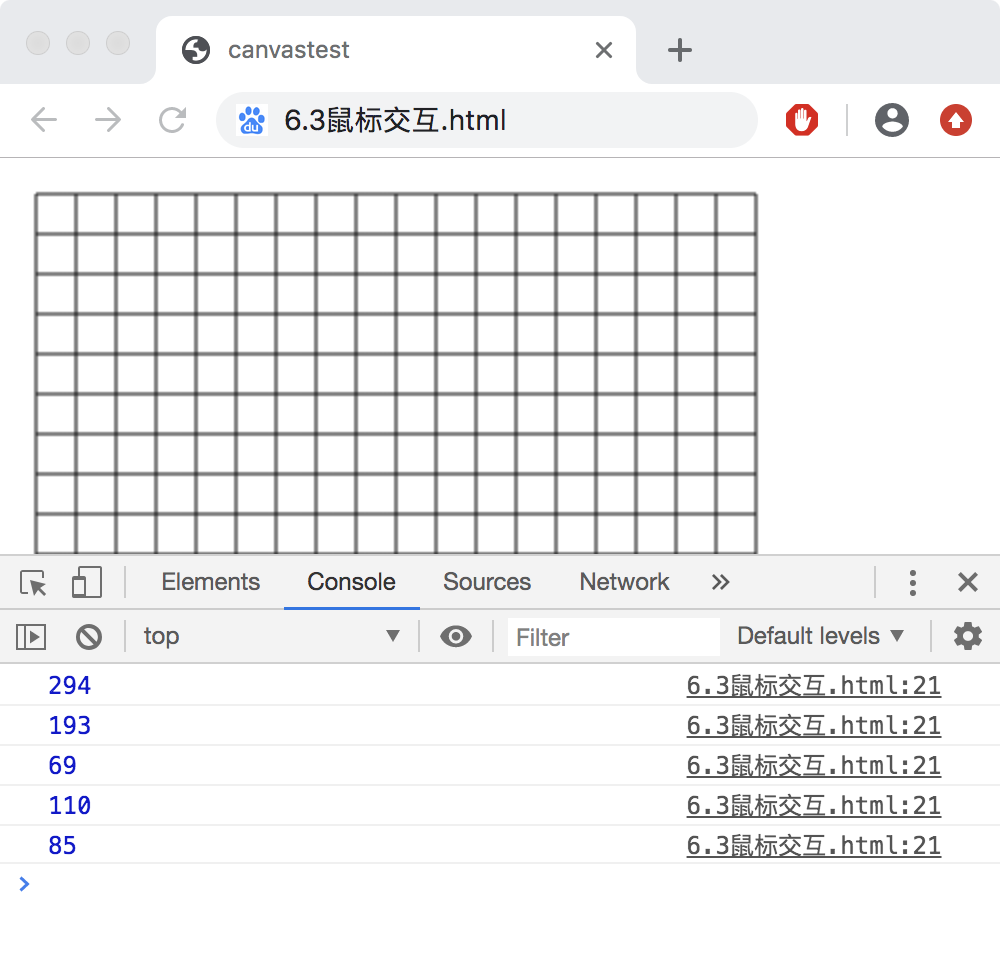 canvastest
du 6.3鼠标交互.html
Elements Console Sources Network
top Filter Default levels
294 6.3鼠标交互.html:21
193 6.3鼠标交互.html:21
69 6.3鼠标交互.html:21
110 6.3鼠标交互.html:21
85 6.3鼠标交互.html:21